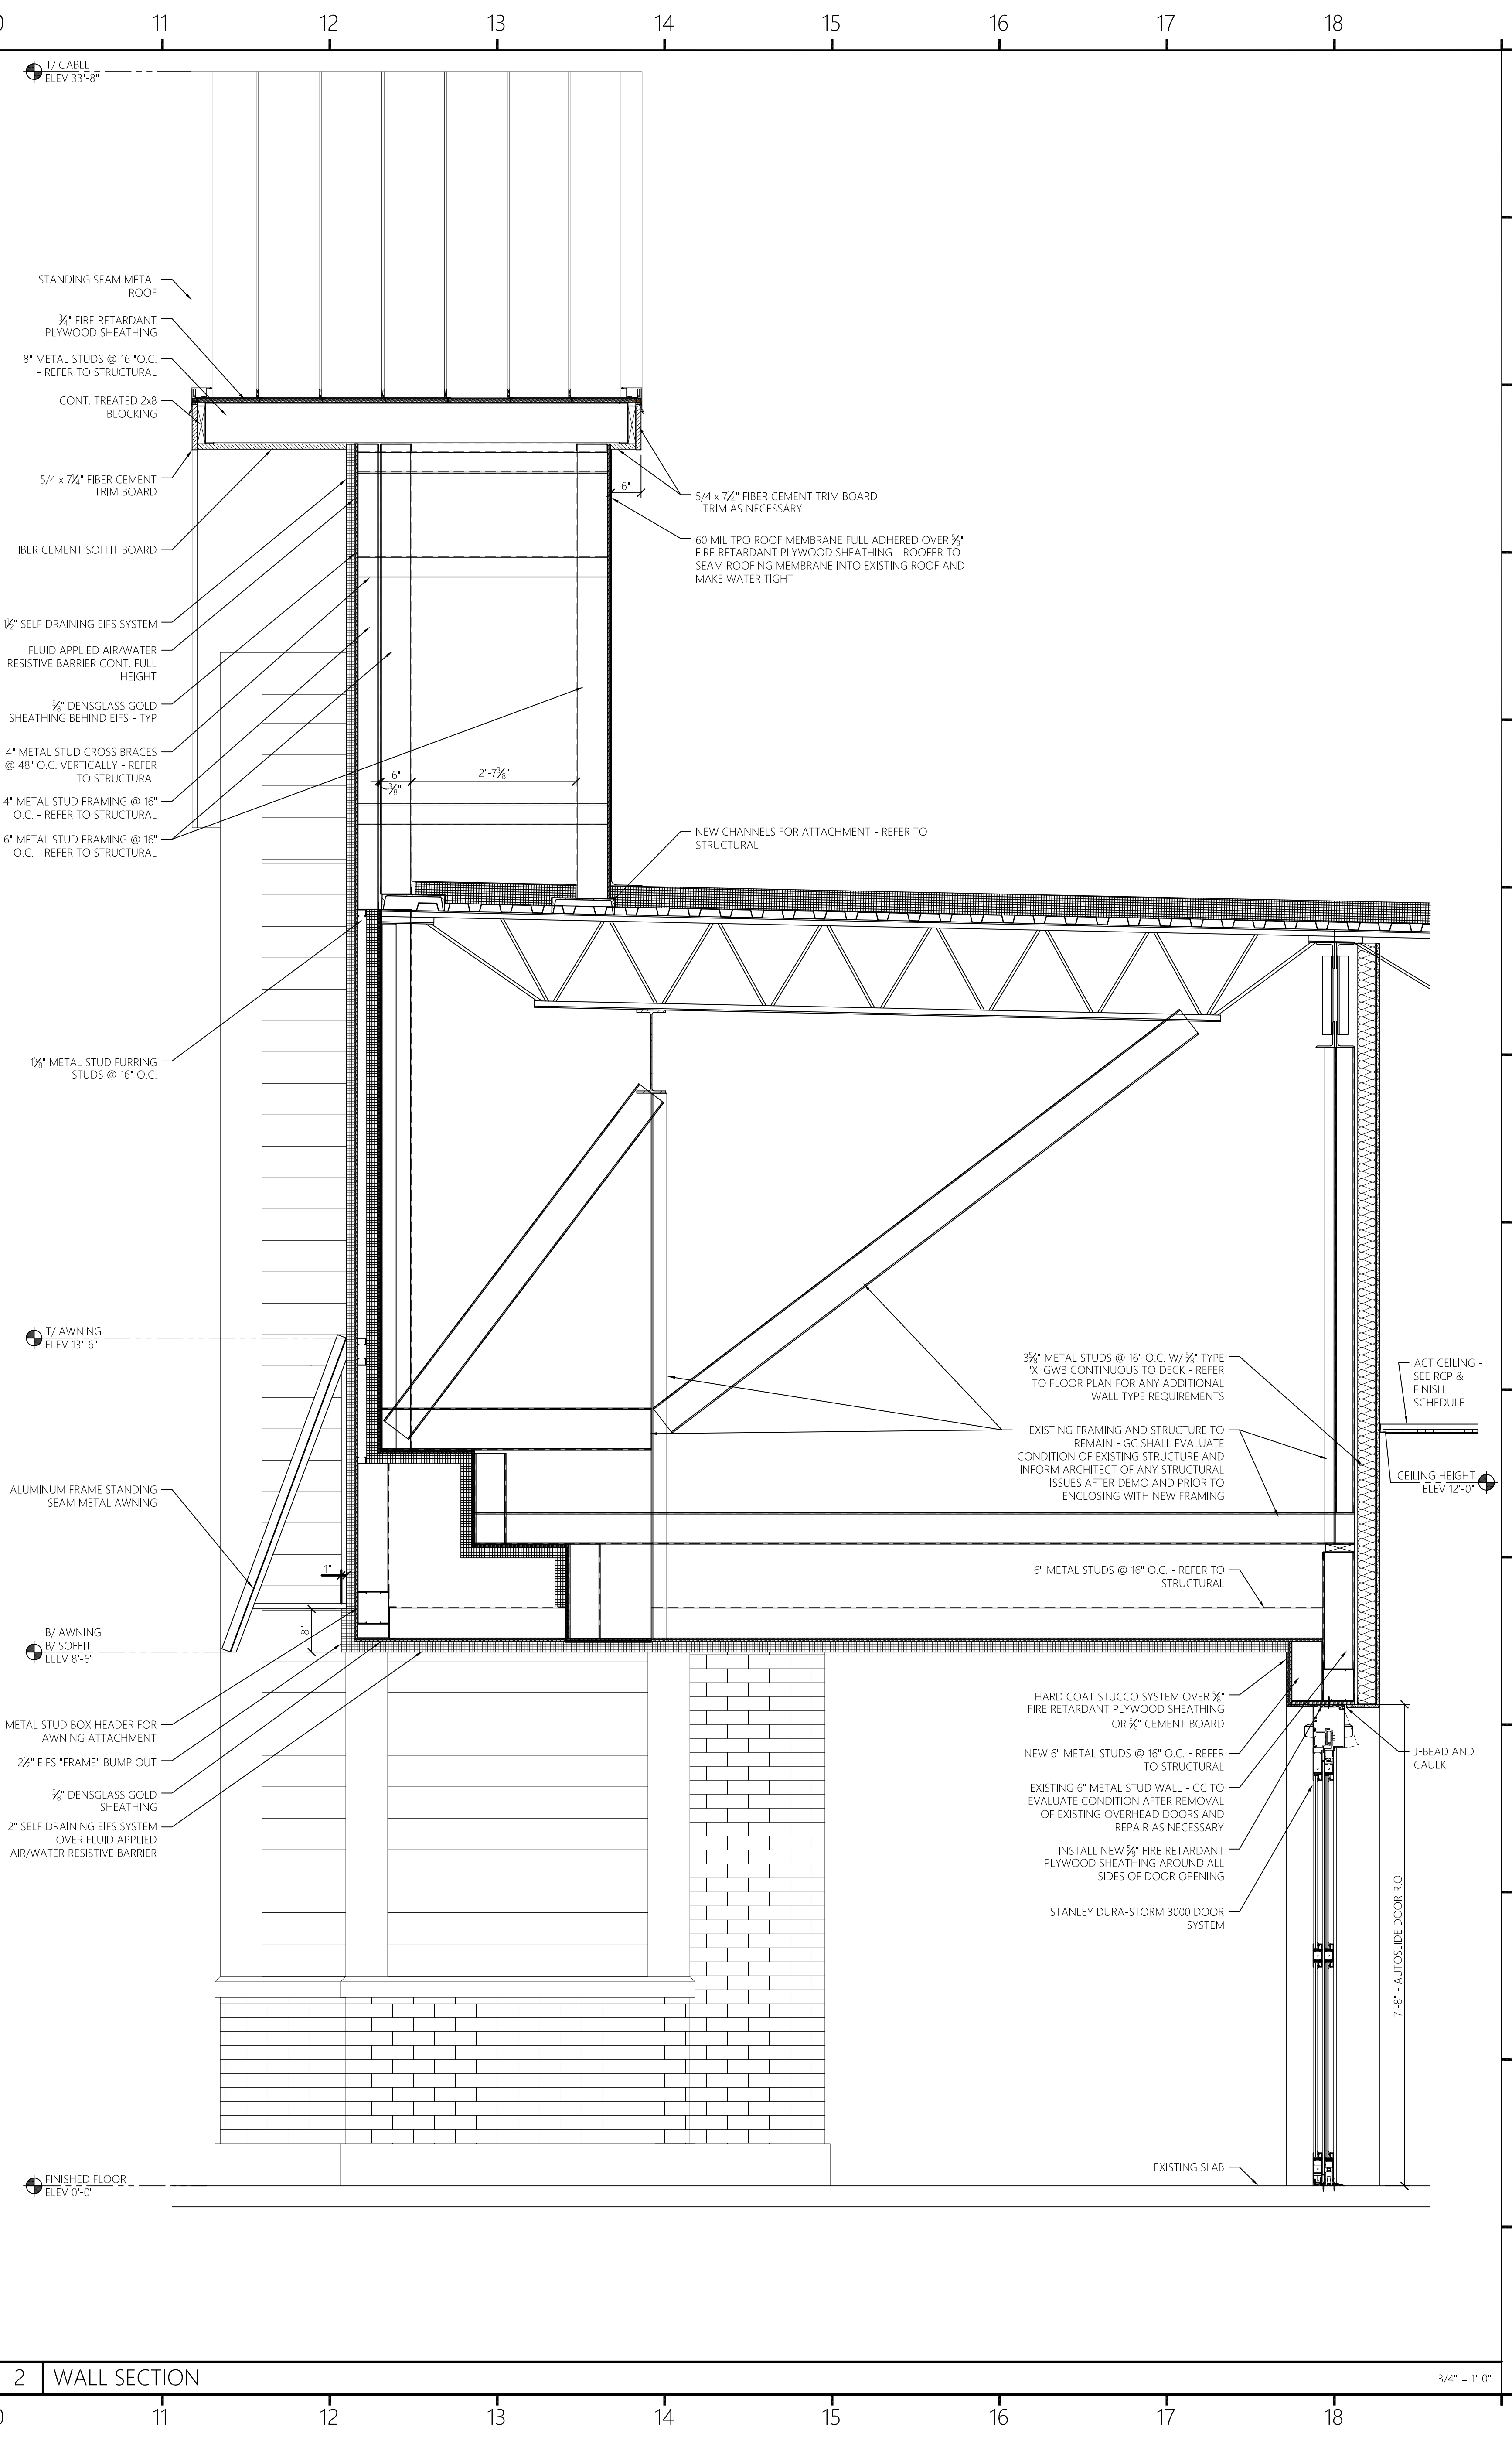 11 12 13 14 15 16 17 18
T/ GABLE
ELEV 33'-8"
STANDING SEAM METAL
ROOF
¾" FIRE RETARDANT
PLYWOOD SHEATHING
8" METAL STUDS @ 16 "O.C.
- REFER TO STRUCTURAL
CONT. TREATED 2x8
BLOCKING
5/4 x 7¼" FIBER CEMENT
TRIM BOARD
FIBER CEMENT SOFFIT BOARD
1½" SELF DRAINING EIFS SYSTEM
FLUID APPLIED AIR/WATER
RESISTIVE BARRIER CONT. FULL
HEIGHT
⅝" DENSGLASS GOLD
SHEATHING BEHIND EIFS - TYP
4" METAL STUD CROSS BRACES
@ 48" O.C. VERTICALLY - REFER
TO STRUCTURAL
4" METAL STUD FRAMING @ 16"
O.C. - REFER TO STRUCTURAL
6" METAL STUD FRAMING @ 16"
O.C. - REFER TO STRUCTURAL
6"
5/4 x 7¼" FIBER CEMENT TRIM BOARD
- TRIM AS NECESSARY
60 MIL TPO ROOF MEMBRANE FULL ADHERED OVER ⅝"
FIRE RETARDANT PLYWOOD SHEATHING - ROOFER TO
SEAM ROOFING MEMBRANE INTO EXISTING ROOF AND
MAKE WATER TIGHT
6"
⅜"
2'-7⅜"
NEW CHANNELS FOR ATTACHMENT - REFER TO
STRUCTURAL
1⅝" METAL STUD FURRING
STUDS @ 16" O.C.
T/ AWNING
ELEV 13'-6"
ALUMINUM FRAME STANDING
SEAM METAL AWNING
1"
8"
B/ AWNING
B/ SOFFIT
ELEV 8'-6"
METAL STUD BOX HEADER FOR
AWNING ATTACHMENT
2½" EIFS "FRAME" BUMP OUT
⅝" DENSGLASS GOLD
SHEATHING
2" SELF DRAINING EIFS SYSTEM
OVER FLUID APPLIED
AIR/WATER RESISTIVE BARRIER
3⅝" METAL STUDS @ 16" O.C. W/ ⅝" TYPE
'X' GWB CONTINUOUS TO DECK - REFER
TO FLOOR PLAN FOR ANY ADDITIONAL
WALL TYPE REQUIREMENTS
EXISTING FRAMING AND STRUCTURE TO
REMAIN - GC SHALL EVALUATE
CONDITION OF EXISTING STRUCTURE AND
INFORM ARCHITECT OF ANY STRUCTURAL
ISSUES AFTER DEMO AND PRIOR TO
ENCLOSING WITH NEW FRAMING
6" METAL STUDS @ 16" O.C. - REFER TO
STRUCTURAL
ACT CEILING -
SEE RCP &
FINISH
SCHEDULE
CEILING HEIGHT
ELEV 12'-0"
HARD COAT STUCCO SYSTEM OVER ⅝"
FIRE RETARDANT PLYWOOD SHEATHING
OR ⅝" CEMENT BOARD
NEW 6" METAL STUDS @ 16" O.C. - REFER
TO STRUCTURAL
EXISTING 6" METAL STUD WALL - GC TO
EVALUATE CONDITION AFTER REMOVAL
OF EXISTING OVERHEAD DOORS AND
REPAIR AS NECESSARY
INSTALL NEW ⅝" FIRE RETARDANT
PLYWOOD SHEATHING AROUND ALL
SIDES OF DOOR OPENING
STANLEY DURA-STORM 3000 DOOR
SYSTEM
J-BEAD AND
CAULK
7'-8" - AUTOSLIDE DOOR R.O.
EXISTING SLAB
FINISHED FLOOR
ELEV 0'-0"
2 WALL SECTION
3/4" = 1'-0"
11 12 13 14 15 16 17 18